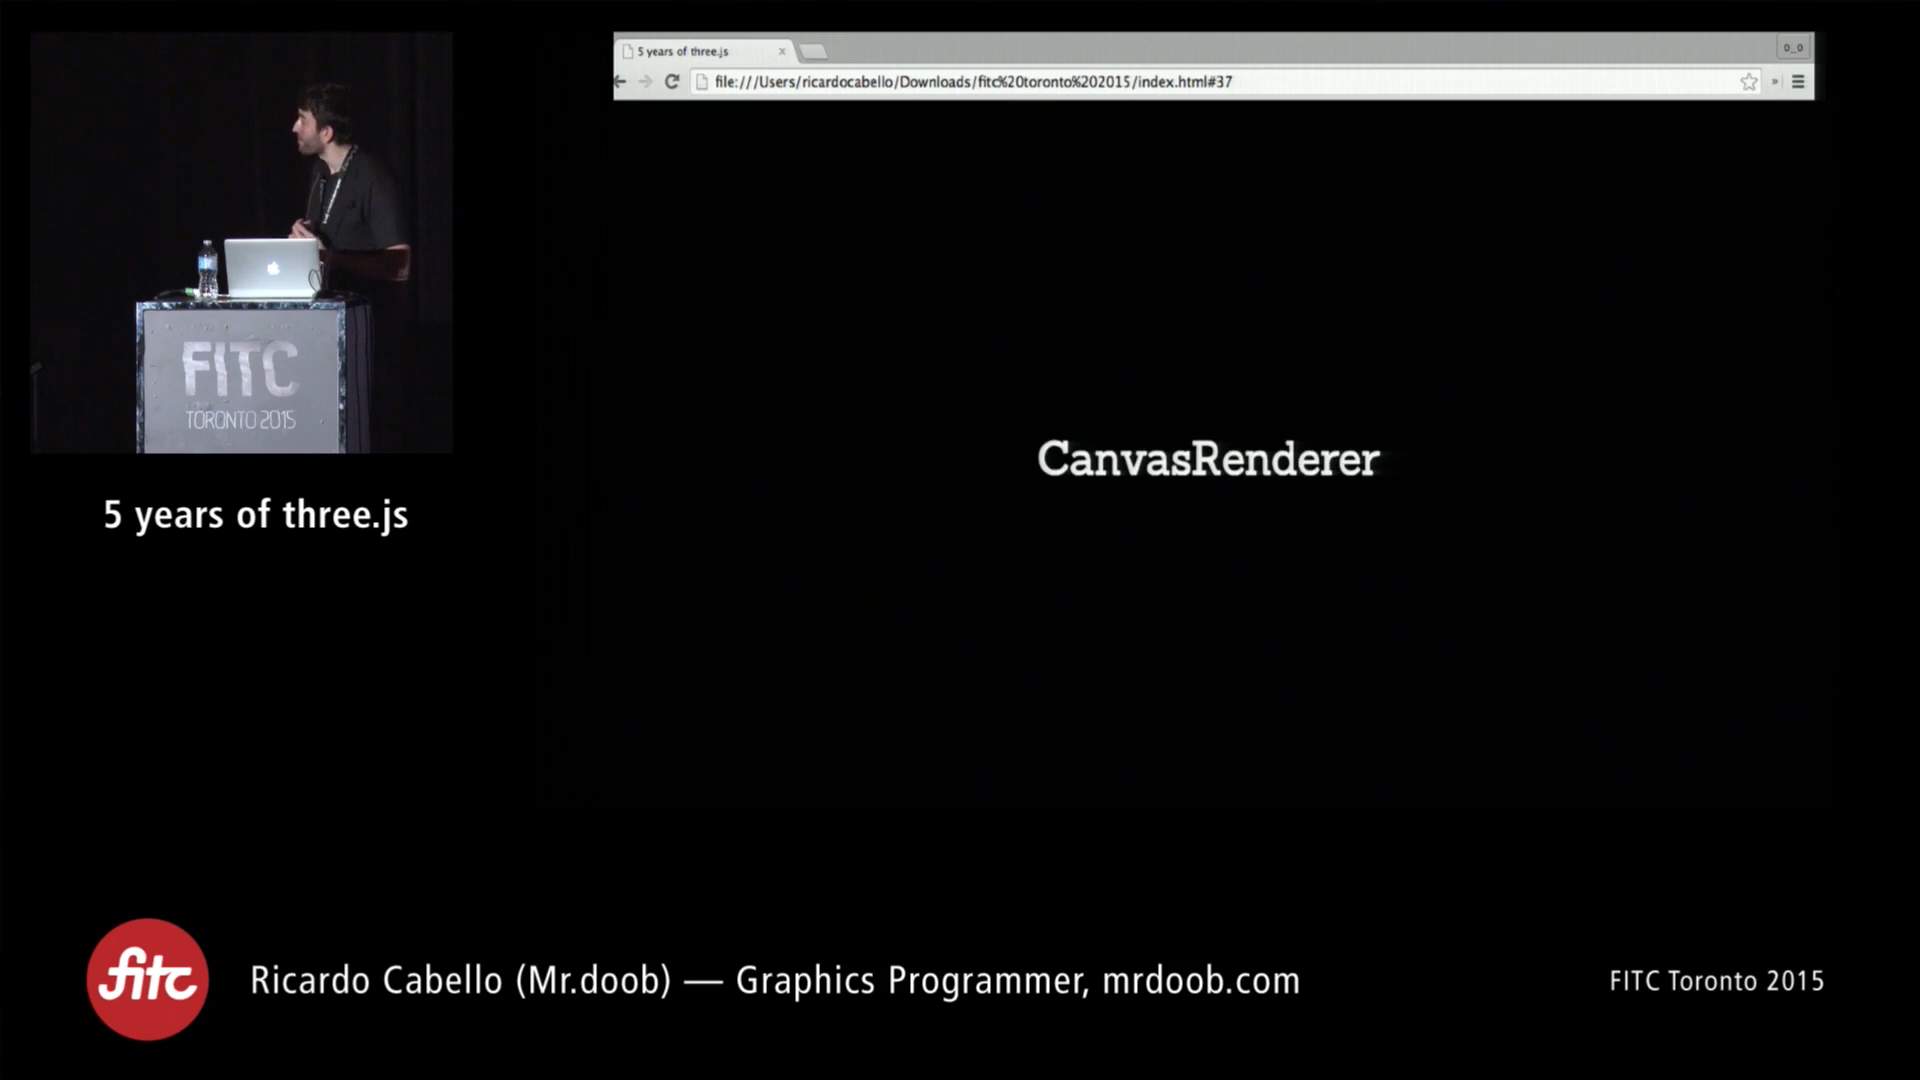 5 years of three.js
0_0
file:///Users/ricardocabello/Downloads/fitc%20toronto%202015/index.html#37
CanvasRenderer
FITC
TORONTO 2015
5 years of three.js
fitc
Ricardo Cabello (Mr.doob) — Graphics Programmer, mrdoob.com
FITC Toronto 2015